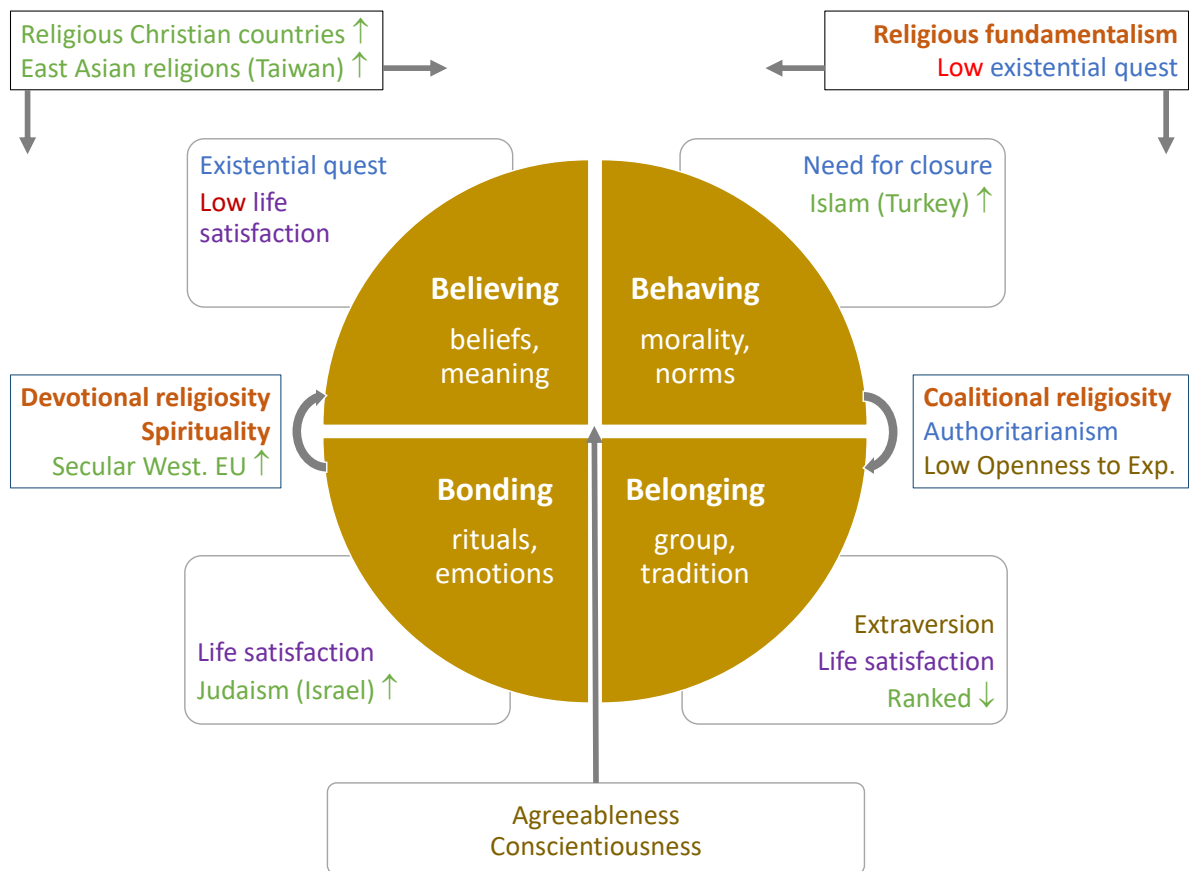 Religious Christian countries ↑
East Asian religions (Taiwan) ↑
Religious fundamentalism
Low existential quest
Existential quest
Low life
satisfaction
Need for closure
Islam (Turkey) ↑
Believing
beliefs,
meaning
Behaving
morality,
norms
Devotional religiosity
Spirituality
Secular West. EU ↑
Coalitional religiosity
Authoritarianism
Low Openness to Exp.
Bonding
rituals,
emotions
Belonging
group,
tradition
Life satisfaction
Judaism (Israel) ↑
Extraversion
Life satisfaction
Ranked ↓
Agreeableness
Conscientiousness